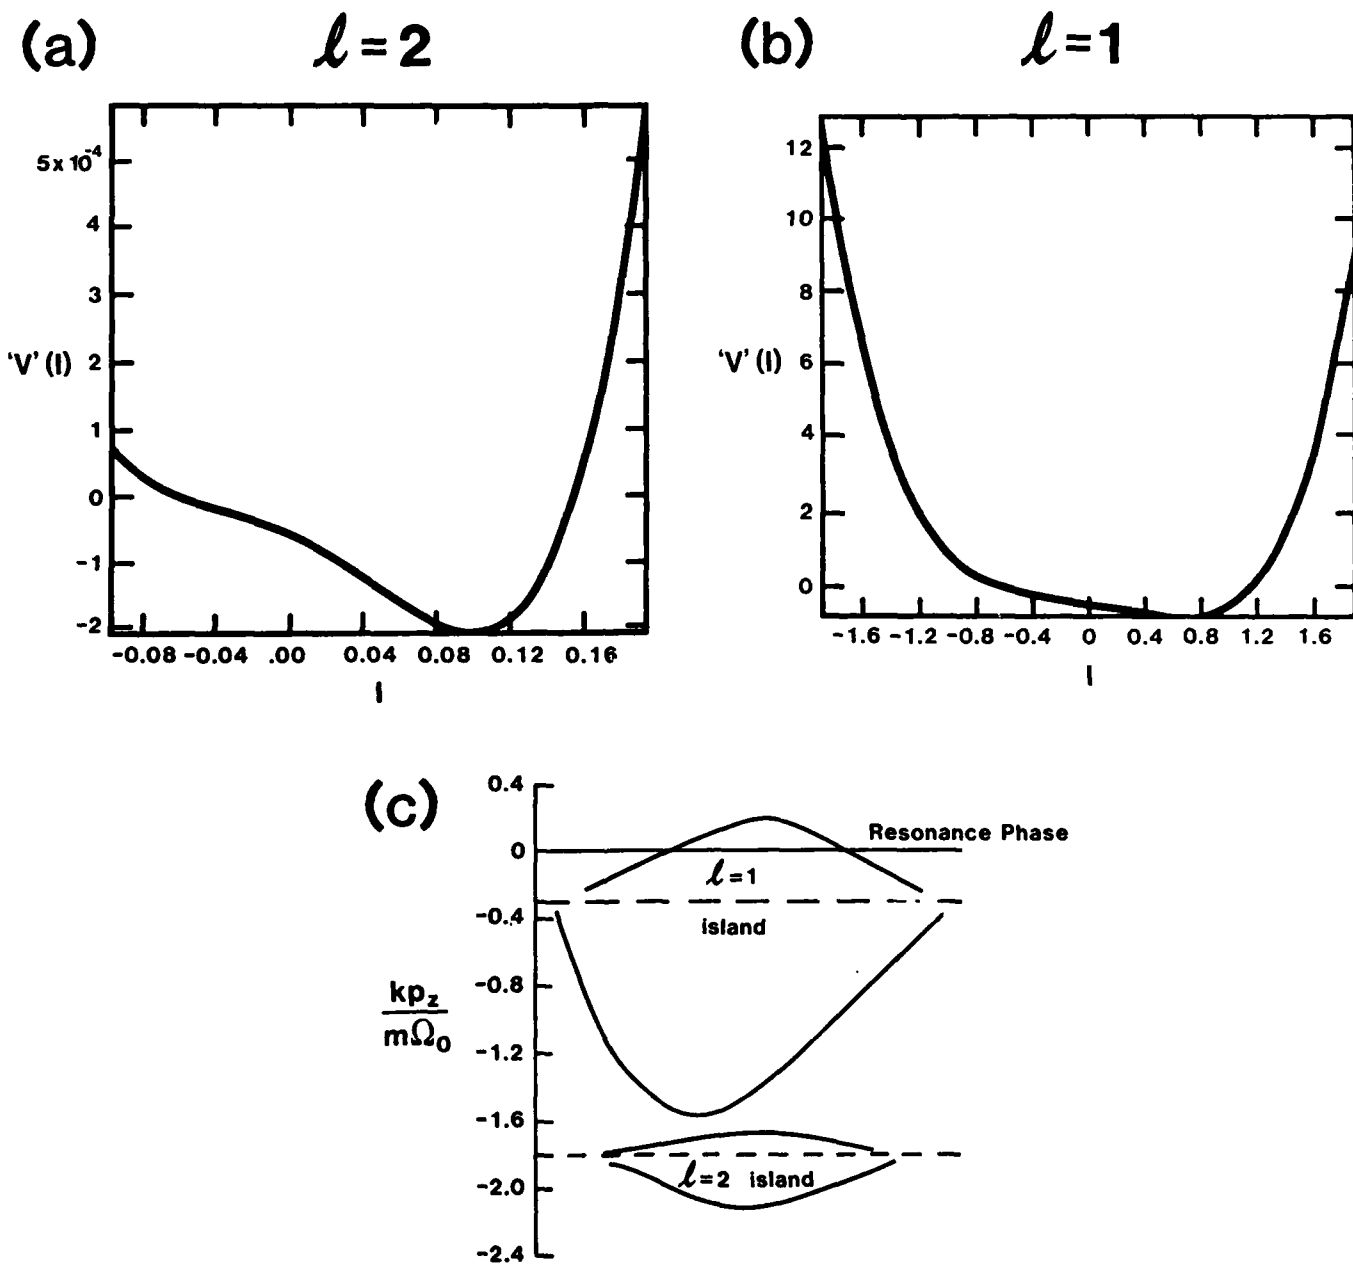 (a) ℓ=2
5x10⁻⁴
4
3
2
'V'(I)
1
0
-1
-2
-0.08 -0.04 .00 0.04 0.08 0.12 0.16
I
(b) ℓ=1
12
10
8
6
'V'(I)
4
2
0
-1.6 -1.2 -0.8 -0.4 0 0.4 0.8 1.2 1.6
I
(c)
0.4
Resonance Phase
0
ℓ=1
-0.4
island
-0.8
kp_z
mΩ₀
-1.2
-1.6
ℓ=2 island
-2.0
-2.4